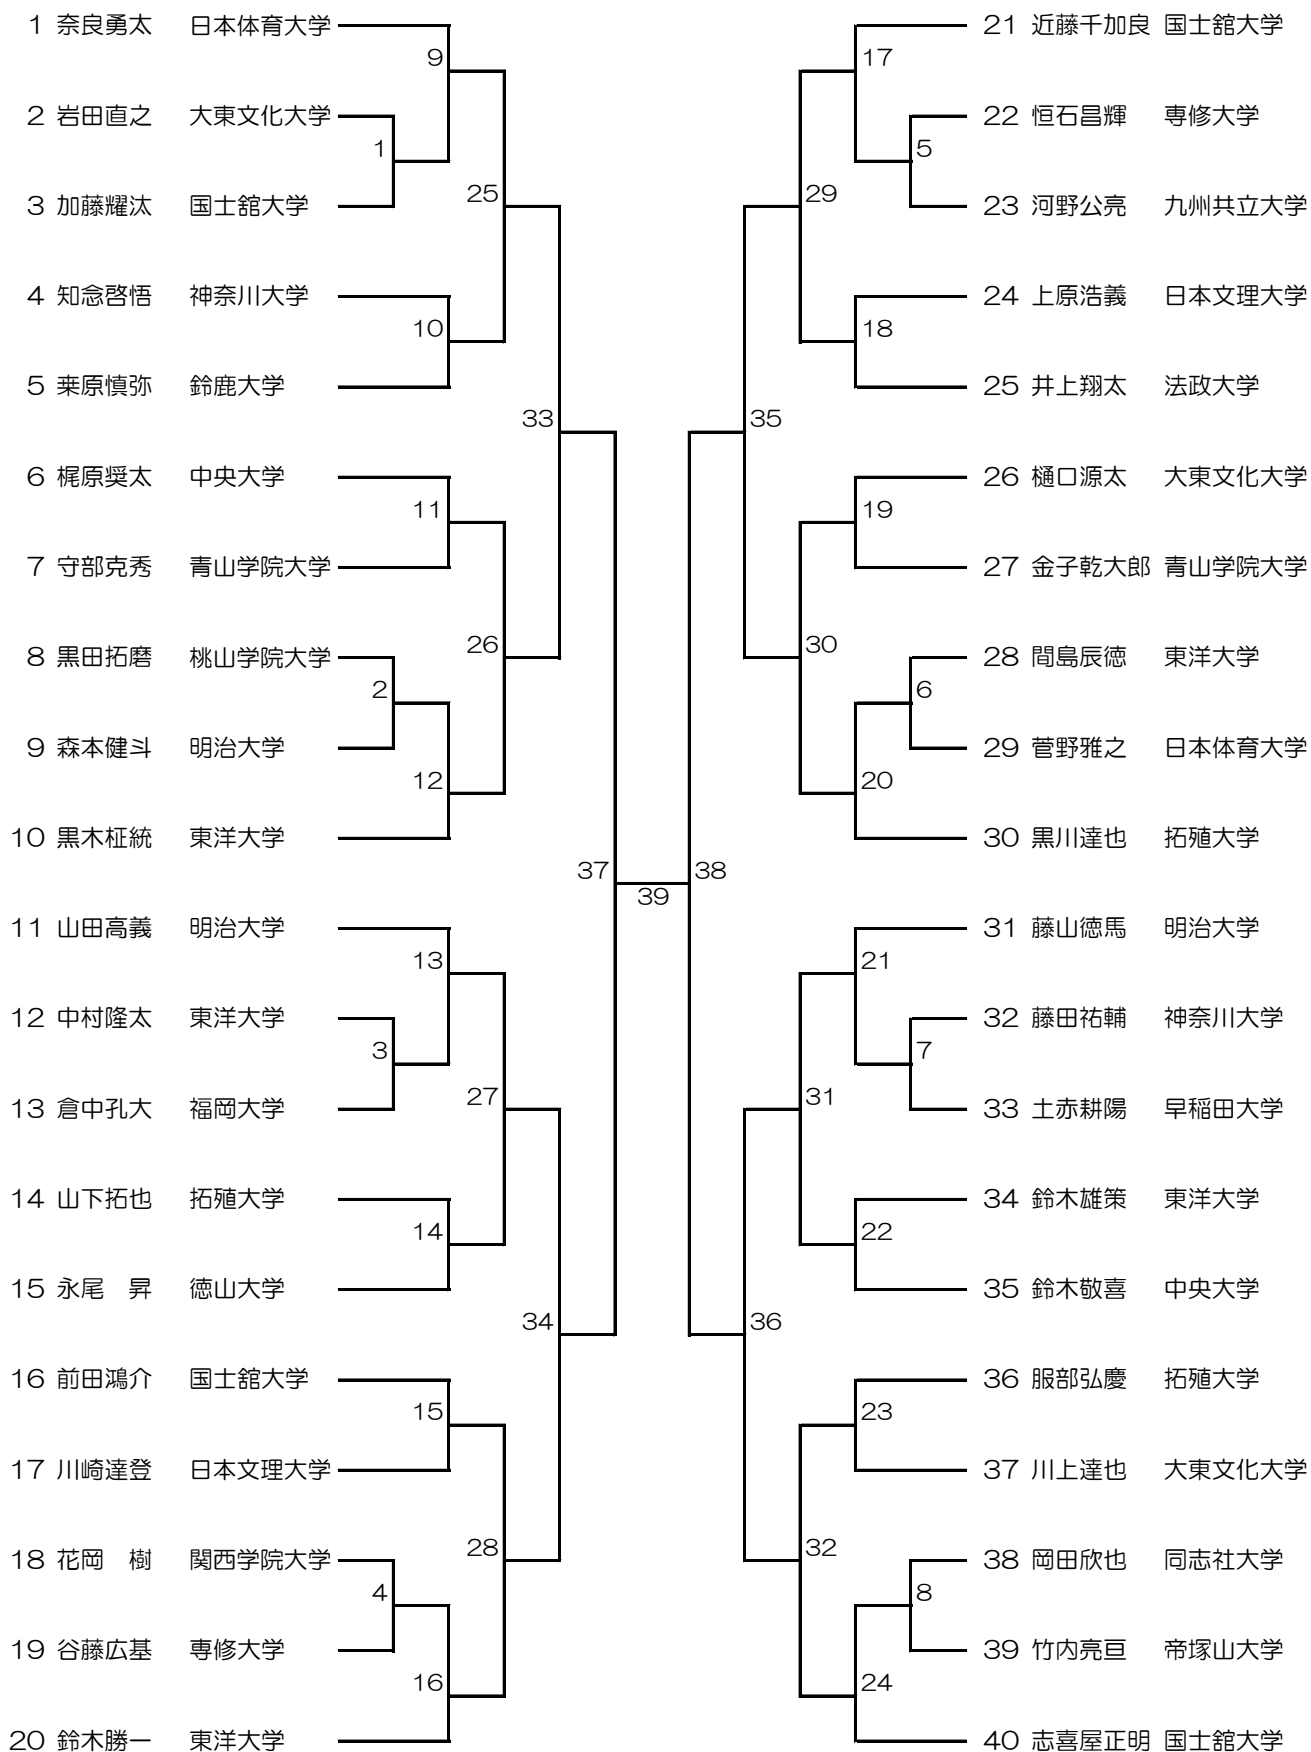 1 奈良勇太 日本体育大学
9
2 岩田直之 大東文化大学
1
3 加藤耀汰 国士舘大学
25
4 知念啓悟 神奈川大学
10
5 桒原慎弥 鈴鹿大学
33
6 梶原奨太 中央大学
11
7 守部克秀 青山学院大学
26
8 黒田拓磨 桃山学院大学
2
9 森本健斗 明治大学
12
10 黒木柾統 東洋大学
37
11 山田高義 明治大学
13
12 中村隆太 東洋大学
3
13 倉中孔大 福岡大学
27
14 山下拓也 拓殖大学
14
15 永尾 昇 徳山大学
34
16 前田鴻介 国士舘大学
15
17 川崎達登 日本文理大学
28
18 花岡 樹 関西学院大学
4
19 谷藤広基 専修大学
16
20 鈴木勝一 東洋大学
39
21 近藤千加良 国士舘大学
17
22 恒石昌輝 専修大学
5
23 河野公亮 九州共立大学
29
24 上原浩義 日本文理大学
18
25 井上翔太 法政大学
35
26 樋口源太 大東文化大学
19
27 金子乾大郎 青山学院大学
30
28 間島辰徳 東洋大学
6
29 菅野雅之 日本体育大学
20
30 黒川達也 拓殖大学
38
31 藤山徳馬 明治大学
21
32 藤田祐輔 神奈川大学
7
33 土赤耕陽 早稲田大学
31
34 鈴木雄策 東洋大学
22
35 鈴木敬喜 中央大学
36
36 服部弘慶 拓殖大学
23
37 川上達也 大東文化大学
32
38 岡田欣也 同志社大学
8
39 竹内亮亘 帝塚山大学
24
40 志喜屋正明 国士舘大学